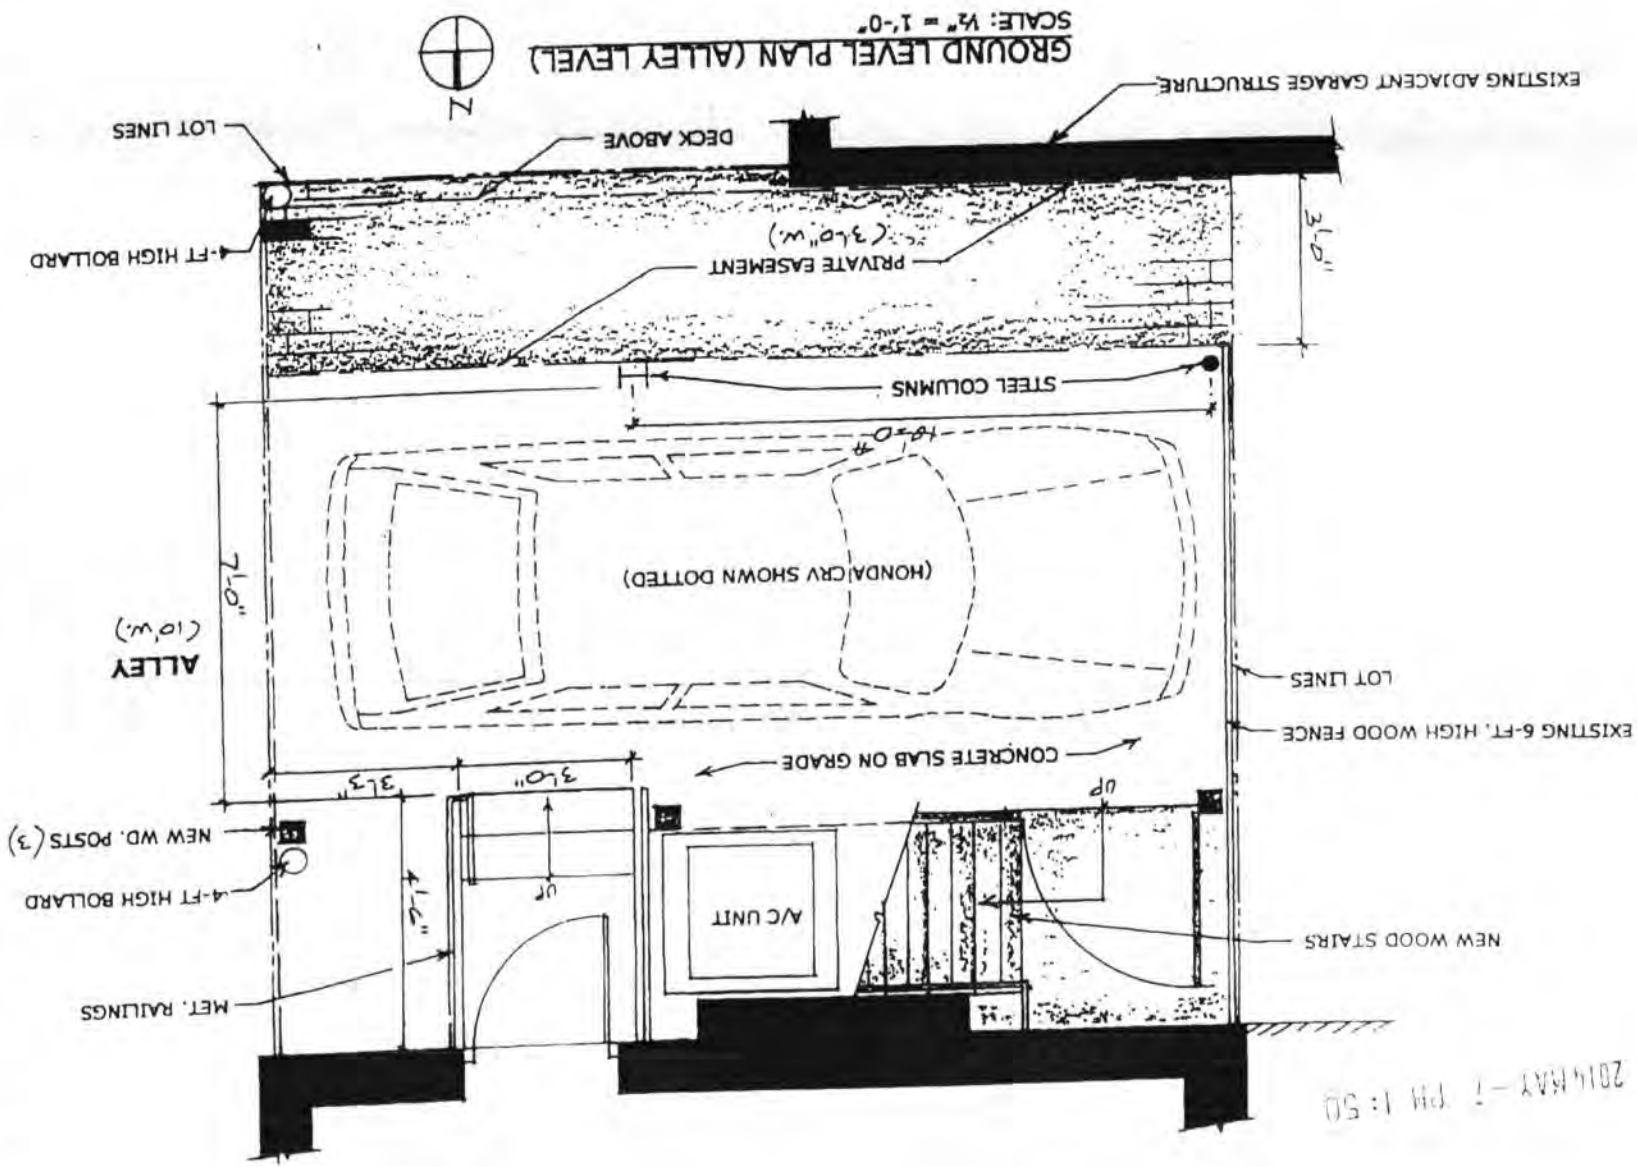 2014 MAY -7 PM 1:50
MET. RAILINGS
NEW WOOD STAIRS
UP
A/C UNIT
UP
4'-6"
4-FT HIGH BOLLARD
NEW WD. POSTS (3)
3'-0"
3'-3"
CONCRETE SLAB ON GRADE
EXISTING 6-FT. HIGH WOOD FENCE
LOT LINES
ALLEY
(10' W.)
7'-0"
(HONDA CRV SHOWN DOTTED)
10'-0"
STEEL COLUMNS
PRIVATE EASEMENT
(3'-0" W.)
3'-0"
4-FT HIGH BOLLARD
DECK ABOVE
LOT LINES
EXISTING ADJACENT GARAGE STRUCTURE
N
GROUND LEVEL PLAN (ALLEY LEVEL)
SCALE: ½" = 1'-0"